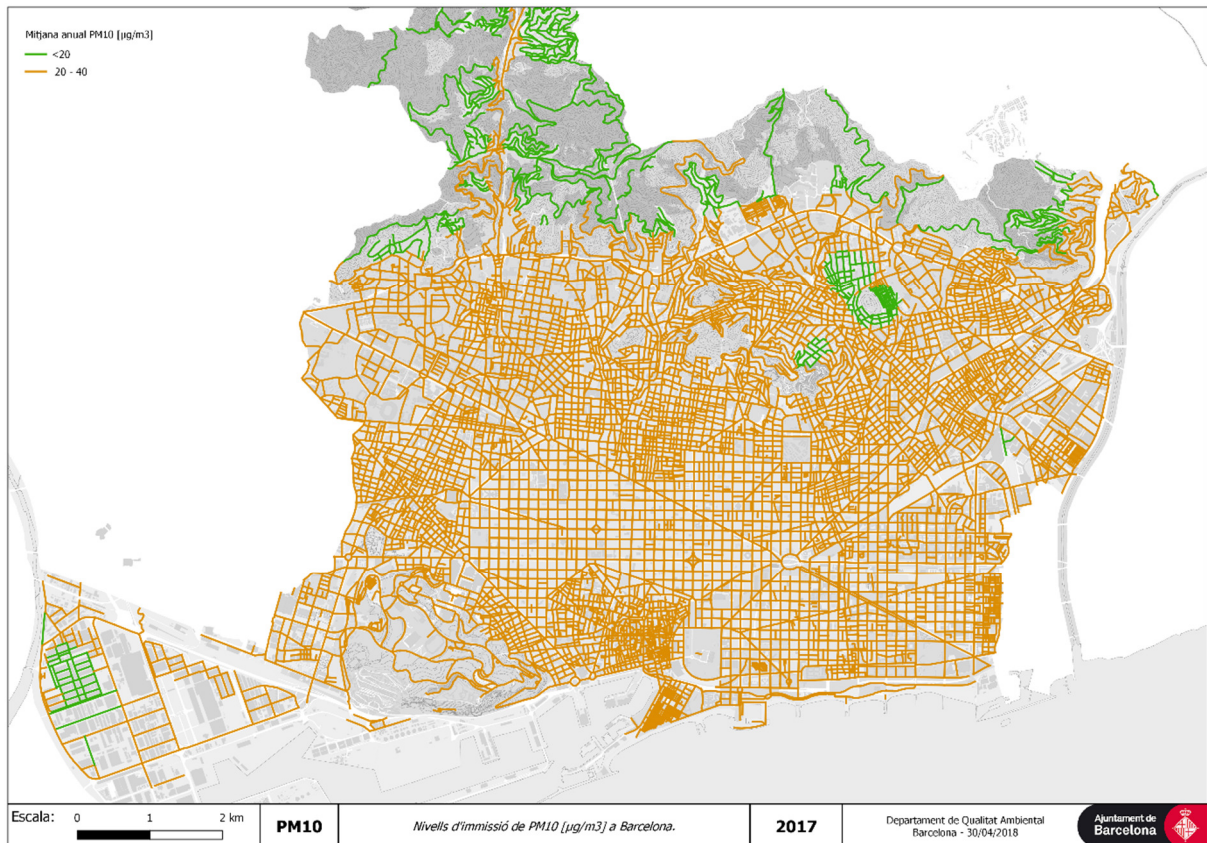 Mitjana anual PM10 [µg/m3]
<20
20 - 40
Escala:
0 1 2 km
PM10
Nivells d'immissió de PM10 [µg/m3] a Barcelona.
2017
Departament de Qualitat Ambiental
Barcelona - 30/04/2018
Ajuntament de
Barcelona